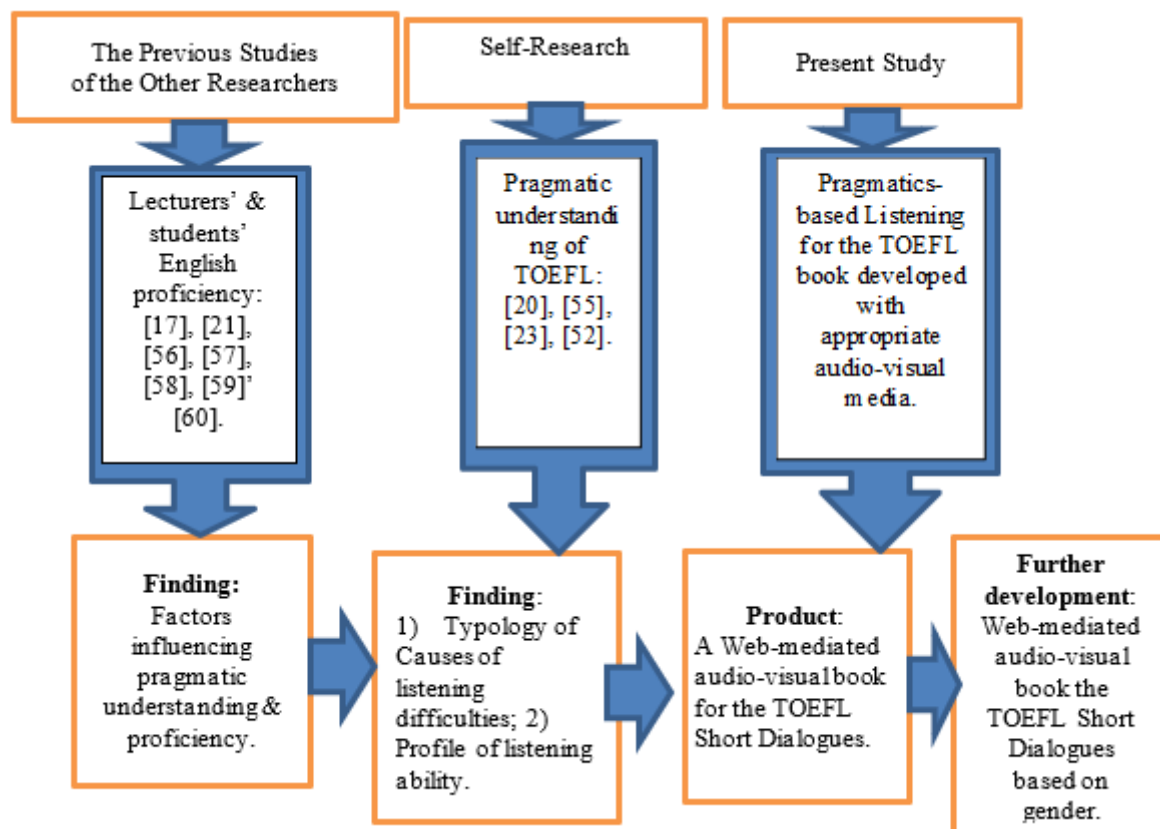 The Previous Studies
of the Other Researchers
Self-Research
Present Study
Lecturers’ &
students’
English
proficiency:
[17], [21],
[56], [57],
[58], [59]’
[60].
Pragmatic
understandi
ng of
TOEFL:
[20], [55],
[23], [52].
Pragmatics-
based Listening
for the TOEFL
book developed
with
appropriate
audio-visual
media.
Finding:
Factors
influencing
pragmatic
understanding &
proficiency.
Finding:
1) Typology of
Causes of
listening
difficulties; 2)
Profile of listening
ability.
Product:
A Web-mediated
audio-visual book
for the TOEFL
Short Dialogues.
Further
development:
Web-mediated
audio-visual
book the
TOEFL Short
Dialogues
based on
gender.